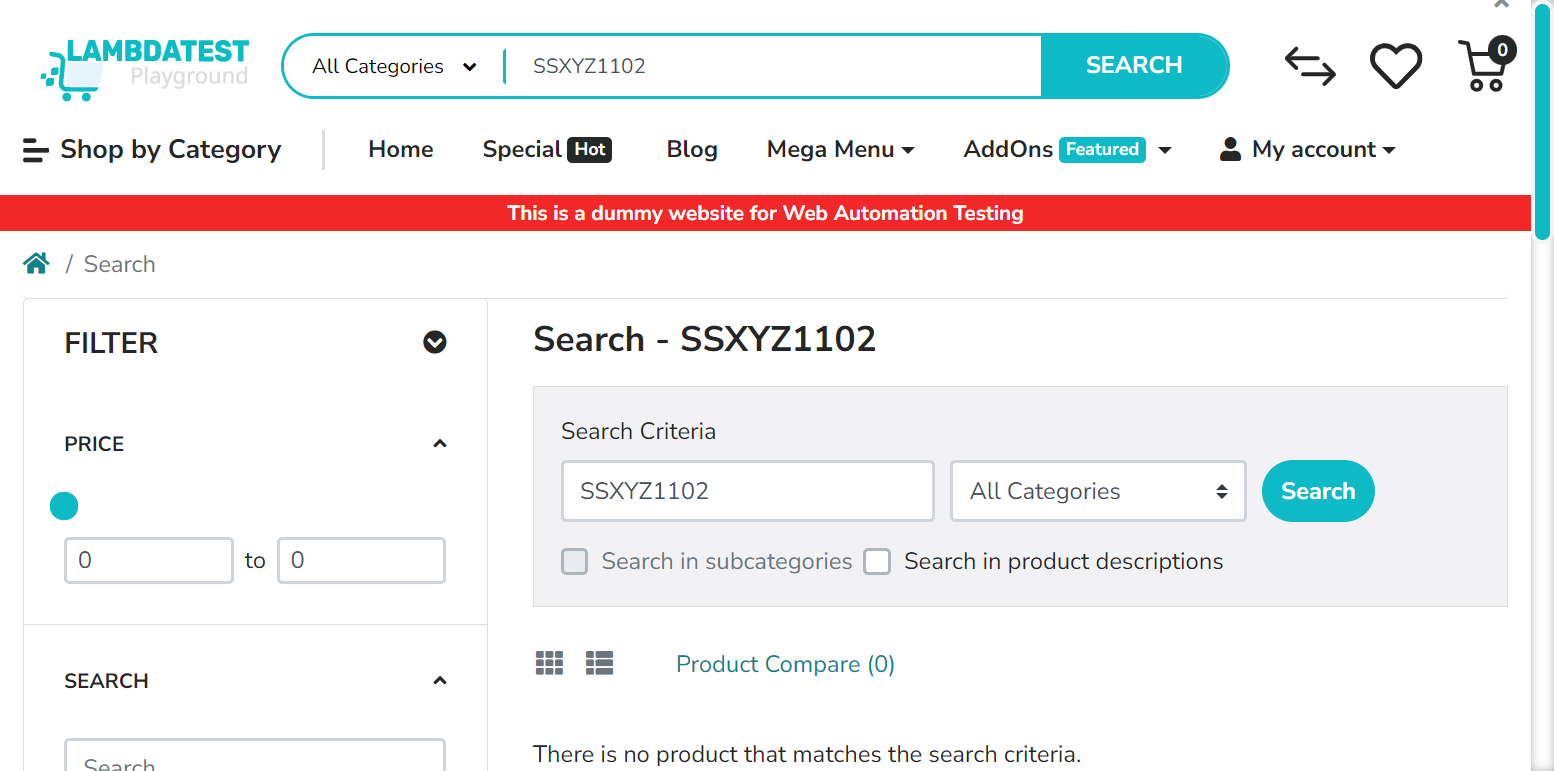 LAMBDATEST
Playground
All Categories
SSXYZ1102
SEARCH
0
Shop by Category
Home
Special Hot
Blog
Mega Menu
AddOns Featured
My account
This is a dummy website for Web Automation Testing
/ Search
FILTER
PRICE
0 to 0
SEARCH
Search
Search - SSXYZ1102
Search Criteria
SSXYZ1102
All Categories
Search
Search in subcategories
Search in product descriptions
Product Compare (0)
There is no product that matches the search criteria.